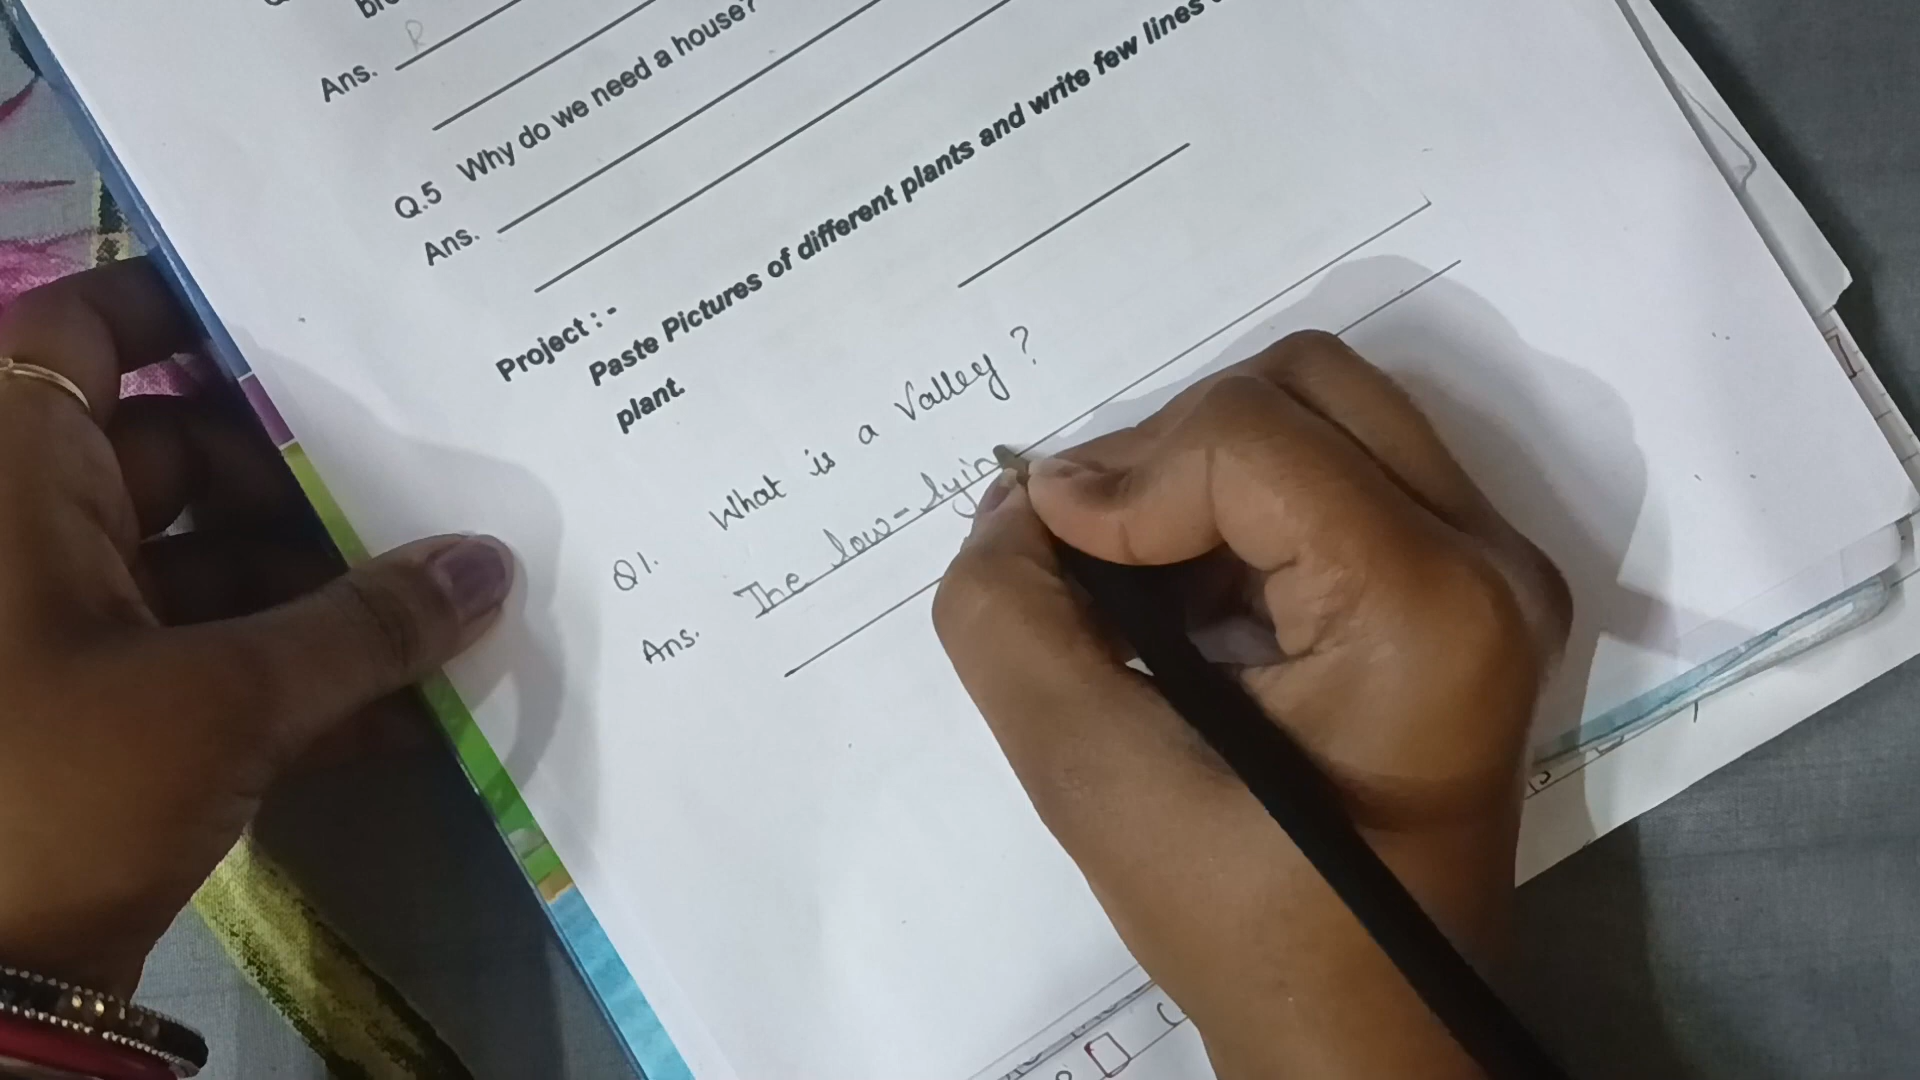 Ans. R
Q.5 Why do we need a house?
Ans.
Project : -
Paste Pictures of different plants and write few lines
plant.
Q1. What is a Valley ?
Ans. The low-lyin